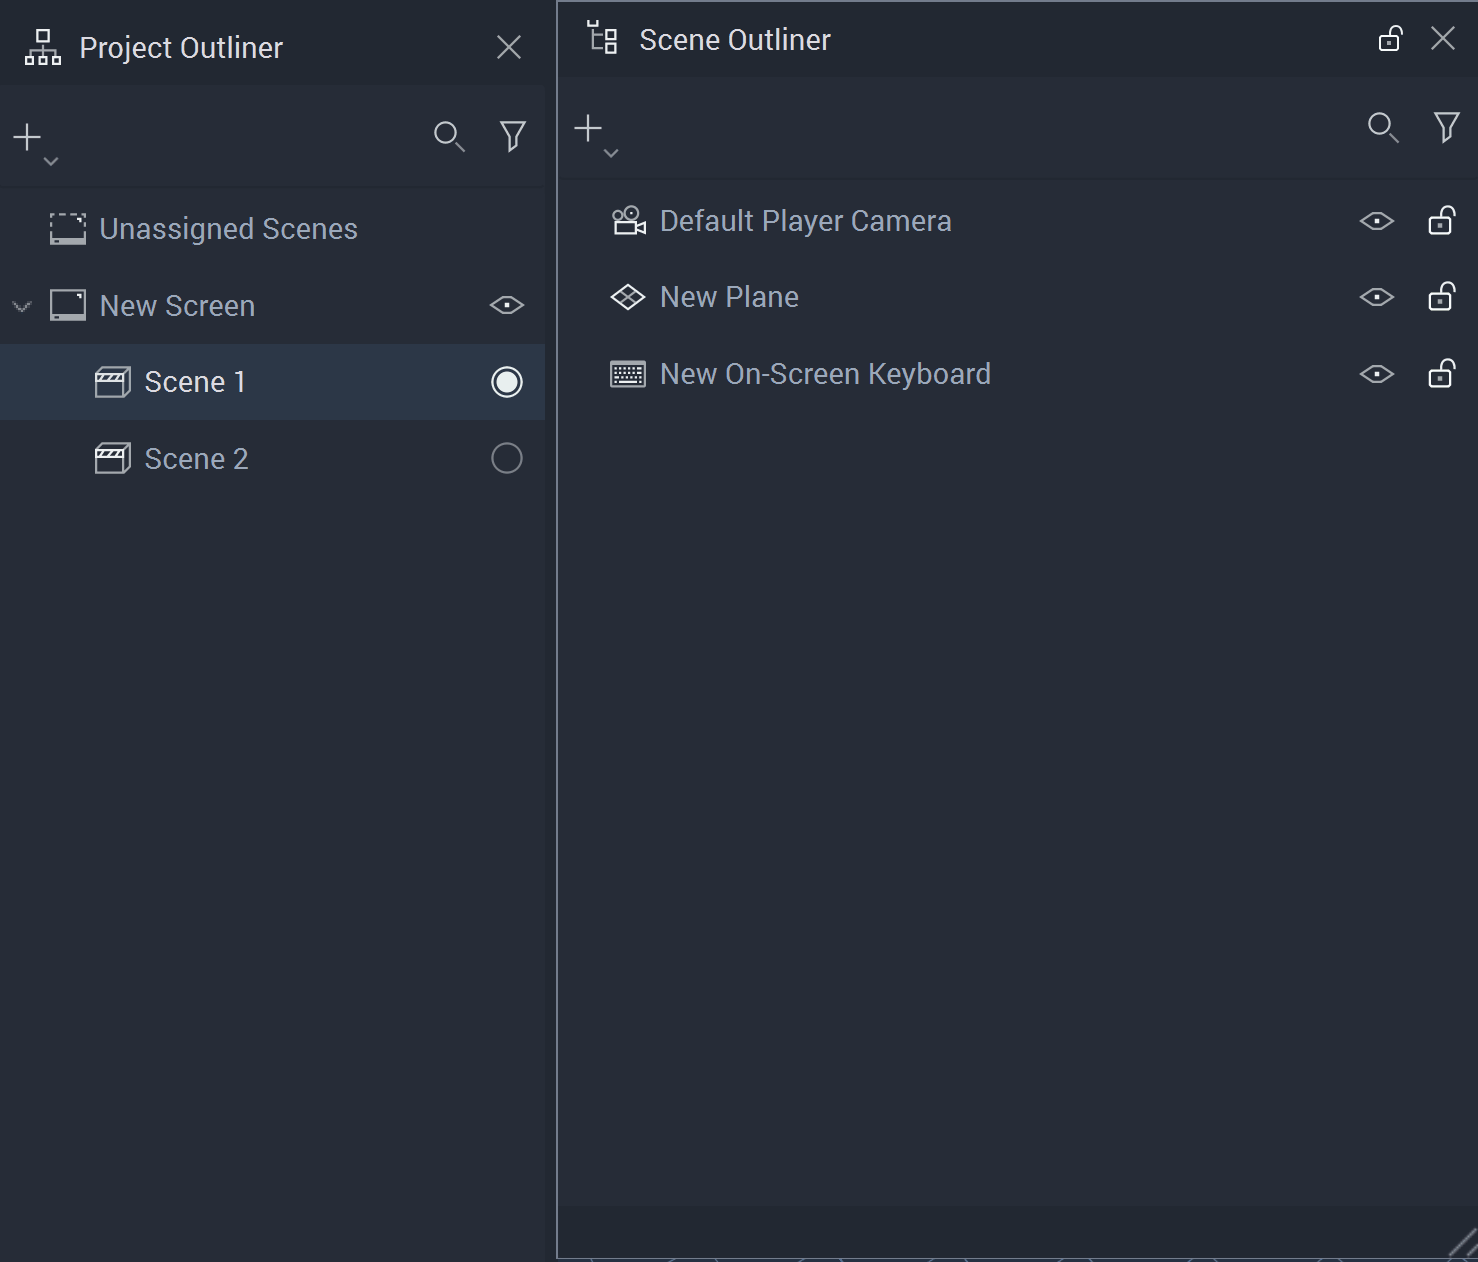 Project Outliner
Unassigned Scenes
New Screen
Scene 1
Scene 2
Scene Outliner
Default Player Camera
New Plane
New On-Screen Keyboard